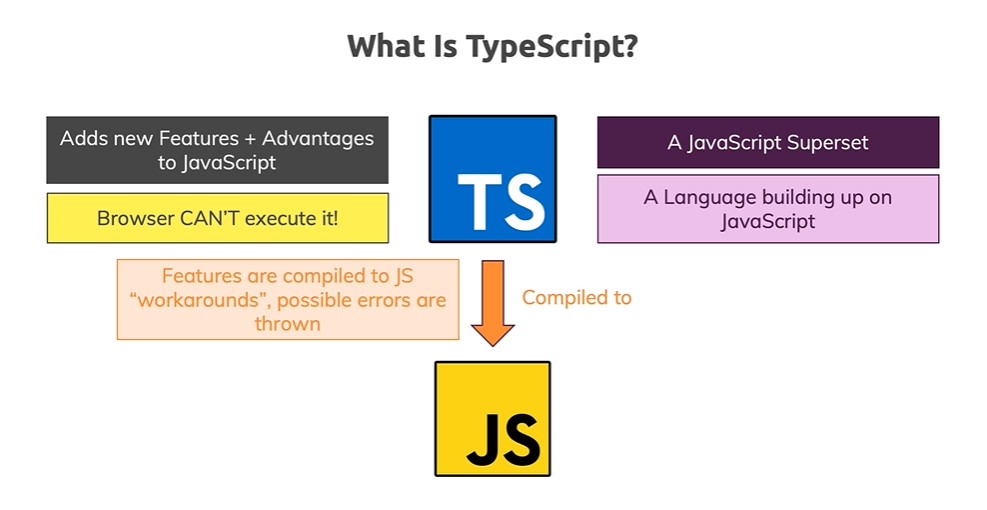 What Is TypeScript?
Adds new Features + Advantages
to JavaScript
Browser CAN'T execute it!
TS
A JavaScript Superset
A Language building up on
JavaScript
Features are compiled to JS
“workarounds”, possible errors are
thrown
Compiled to
JS